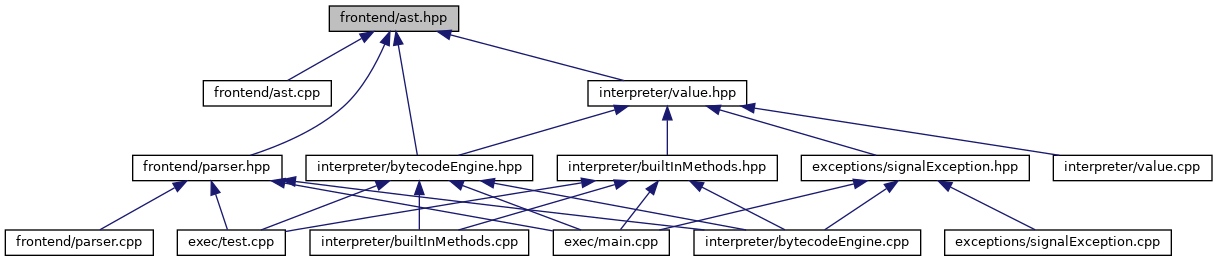 frontend/ast.hpp
frontend/ast.cpp
interpreter/value.hpp
frontend/parser.hpp
interpreter/bytecodeEngine.hpp
interpreter/builtInMethods.hpp
exceptions/signalException.hpp
interpreter/value.cpp
frontend/parser.cpp
exec/test.cpp
interpreter/builtInMethods.cpp
exec/main.cpp
interpreter/bytecodeEngine.cpp
exceptions/signalException.cpp